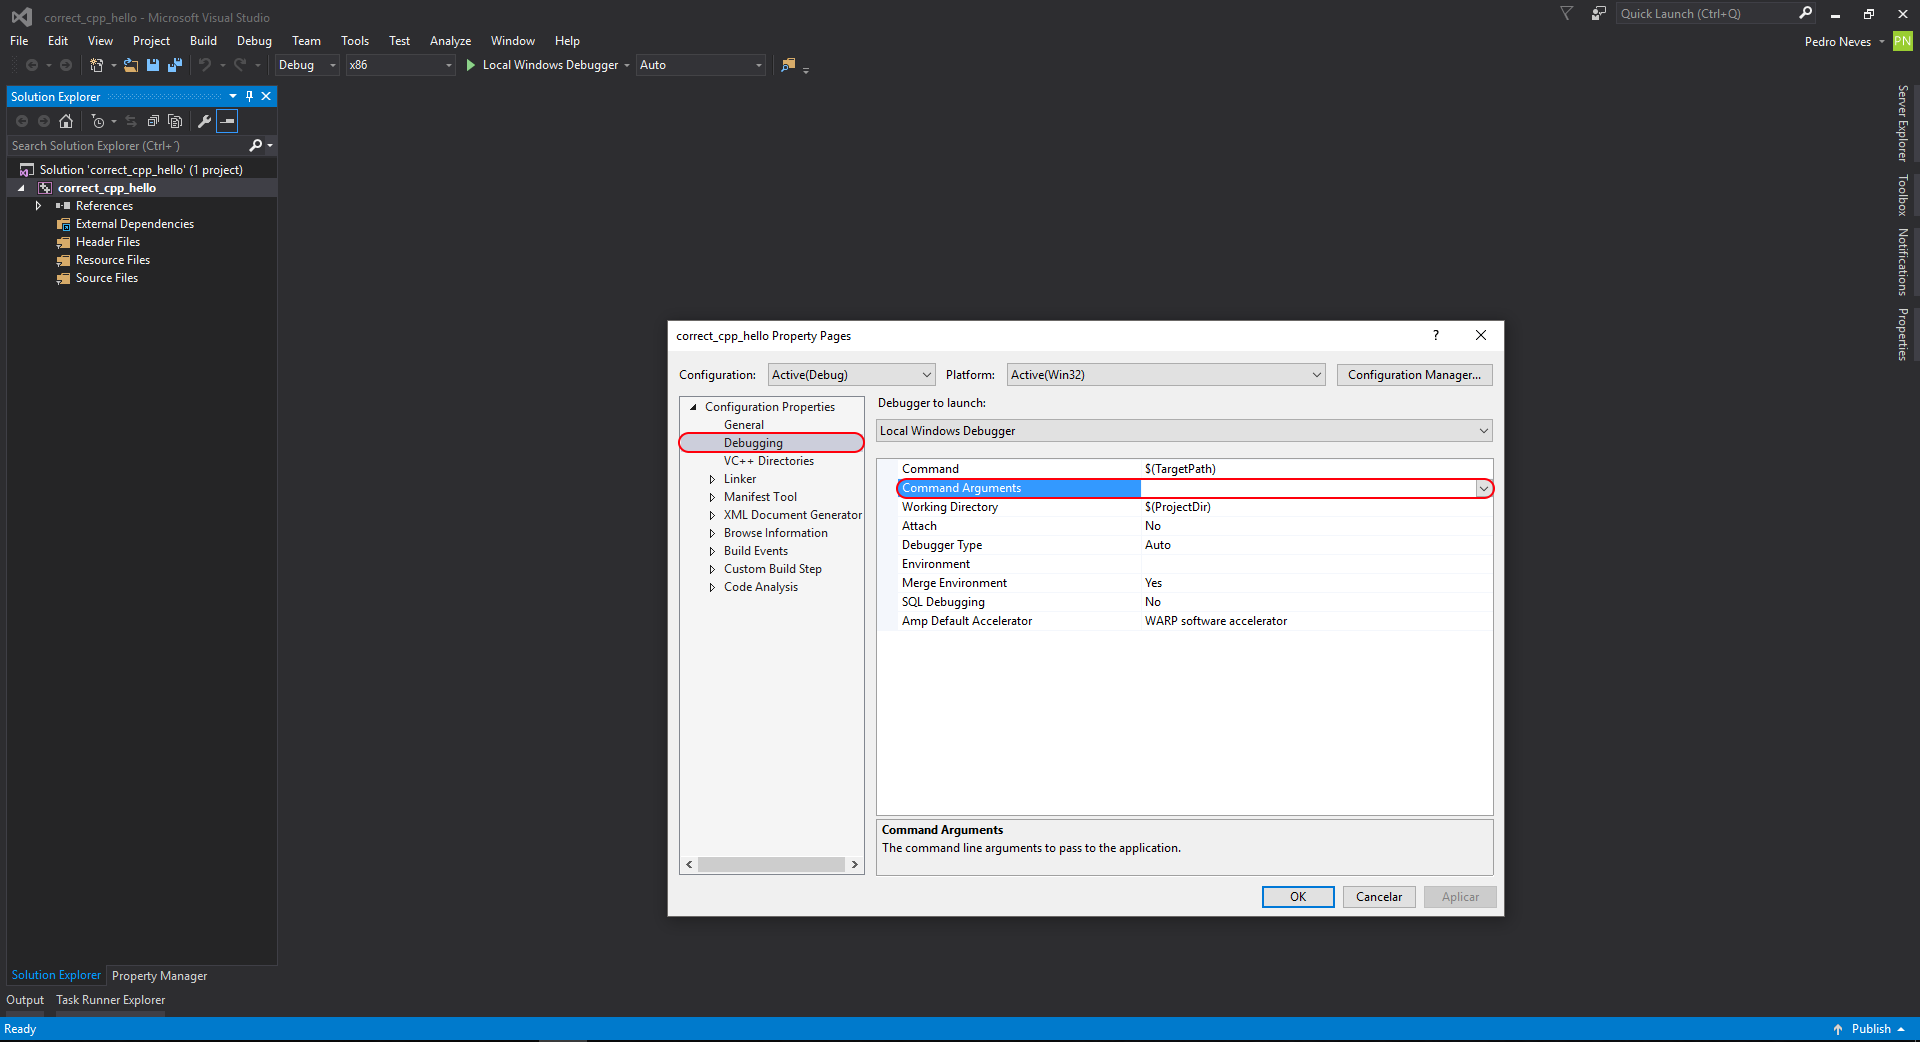 correct_cpp_hello - Microsoft Visual Studio
Quick Launch (Ctrl+Q)
File Edit View Project Build Debug Team Tools Test Analyze Window Help
Pedro Neves PN
Debug x86 Local Windows Debugger Auto
Solution Explorer
Search Solution Explorer (Ctrl+´)
Solution 'correct_cpp_hello' (1 project)
correct_cpp_hello
References
External Dependencies
Header Files
Resource Files
Source Files
Server Explorer
Toolbox
Notifications
Properties
correct_cpp_hello Property Pages ?
Configuration: Active(Debug) Platform: Active(Win32) Configuration Manager...
Configuration Properties
General
Debugging
VC++ Directories
Linker
Manifest Tool
XML Document Generator
Browse Information
Build Events
Custom Build Step
Code Analysis
Debugger to launch:
Local Windows Debugger
Command $(TargetPath)
Command Arguments
Working Directory $(ProjectDir)
Attach No
Debugger Type Auto
Environment
Merge Environment Yes
SQL Debugging No
Amp Default Accelerator WARP software accelerator
Command Arguments
The command line arguments to pass to the application.
OK Cancelar Aplicar
Solution Explorer Property Manager
Output Task Runner Explorer
Ready Publish